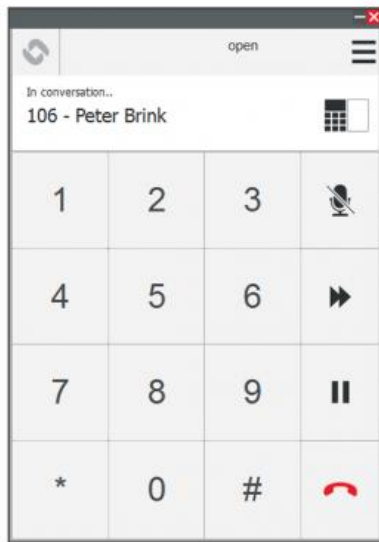 open
In conversation..
106 - Peter Brink
1 2 3
4 5 6
7 8 9
* 0 #